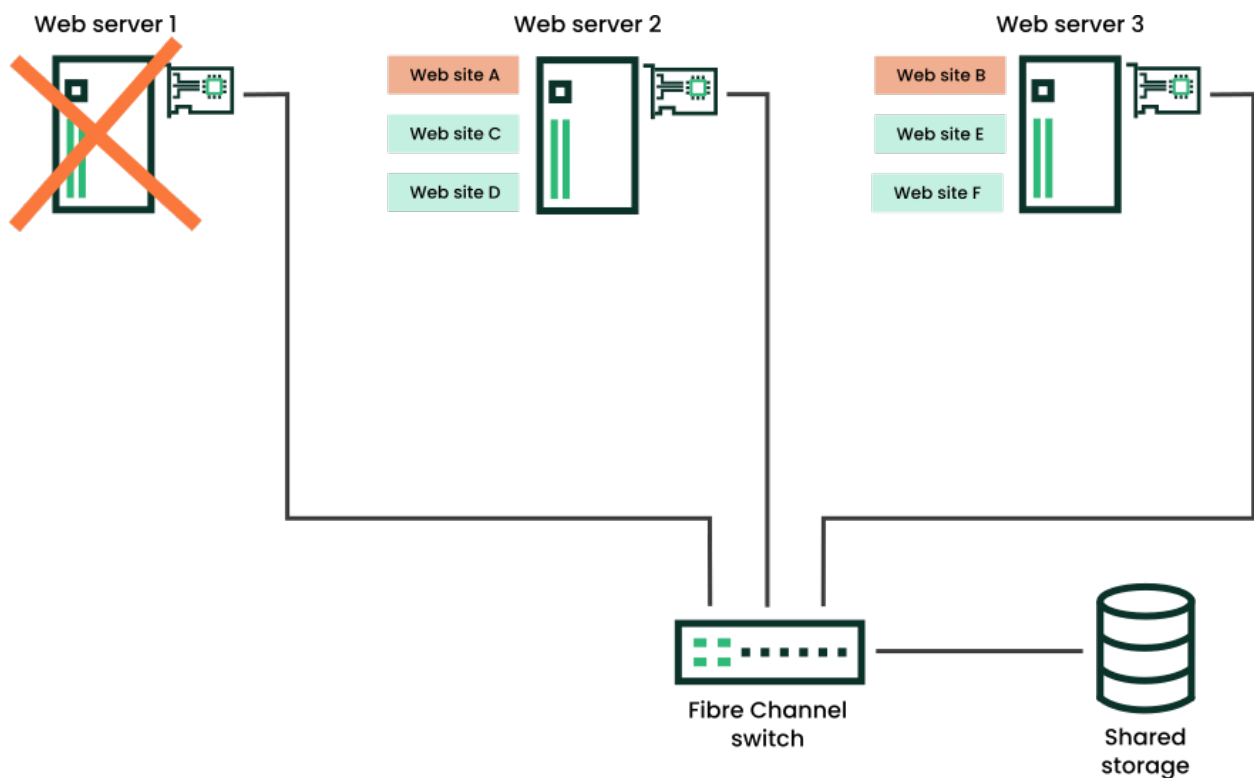 Web server 1
Web server 2
Web server 3
Web site A
Web site B
Web site C
Web site E
Web site D
Web site F
Fibre Channel
switch
Shared
storage